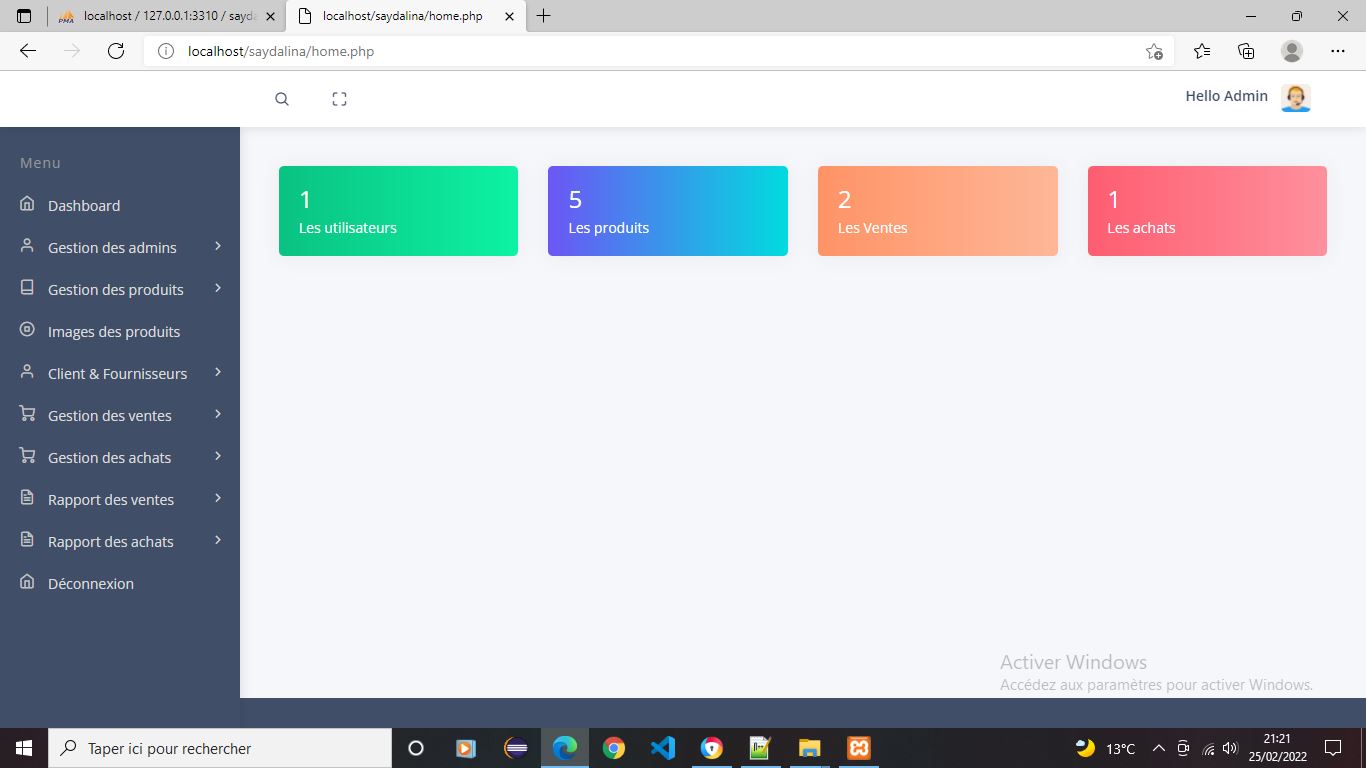 localhost / 127.0.0.1:3310 / sayda
localhost/saydalina/home.php
localhost/saydalina/home.php
Hello Admin
Menu
Dashboard
Gestion des admins
Gestion des produits
Images des produits
Client & Fournisseurs
Gestion des ventes
Gestion des achats
Rapport des ventes
Rapport des achats
Déconnexion
1
Les utilisateurs
5
Les produits
2
Les Ventes
1
Les achats
Activer Windows
Accédez aux paramètres pour activer Windows.
Taper ici pour rechercher
13°C
21:21
25/02/2022